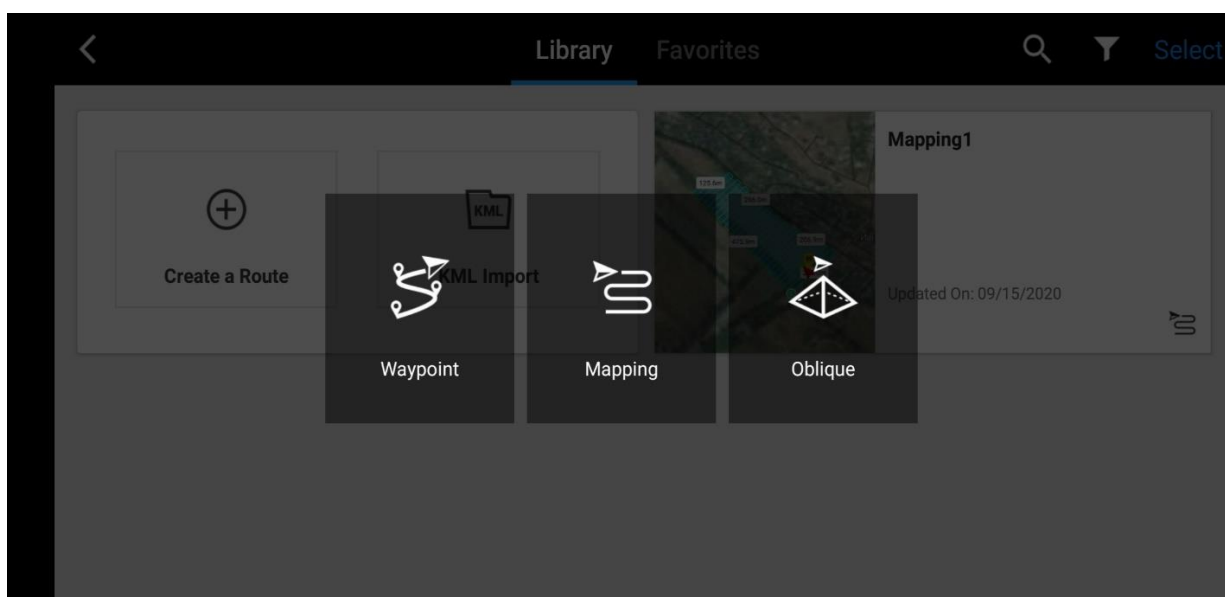 Library Favorites Select
Mapping1
KML
Create a Route KML Import
Updated On: 09/15/2020
Waypoint Mapping Oblique